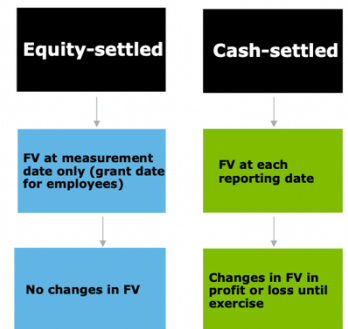 Equity-settled
Cash-settled
FV at measurement
date only (grant date
for employees)
FV at each
reporting date
No changes in FV
Changes in FV in
profit or loss until
exercise